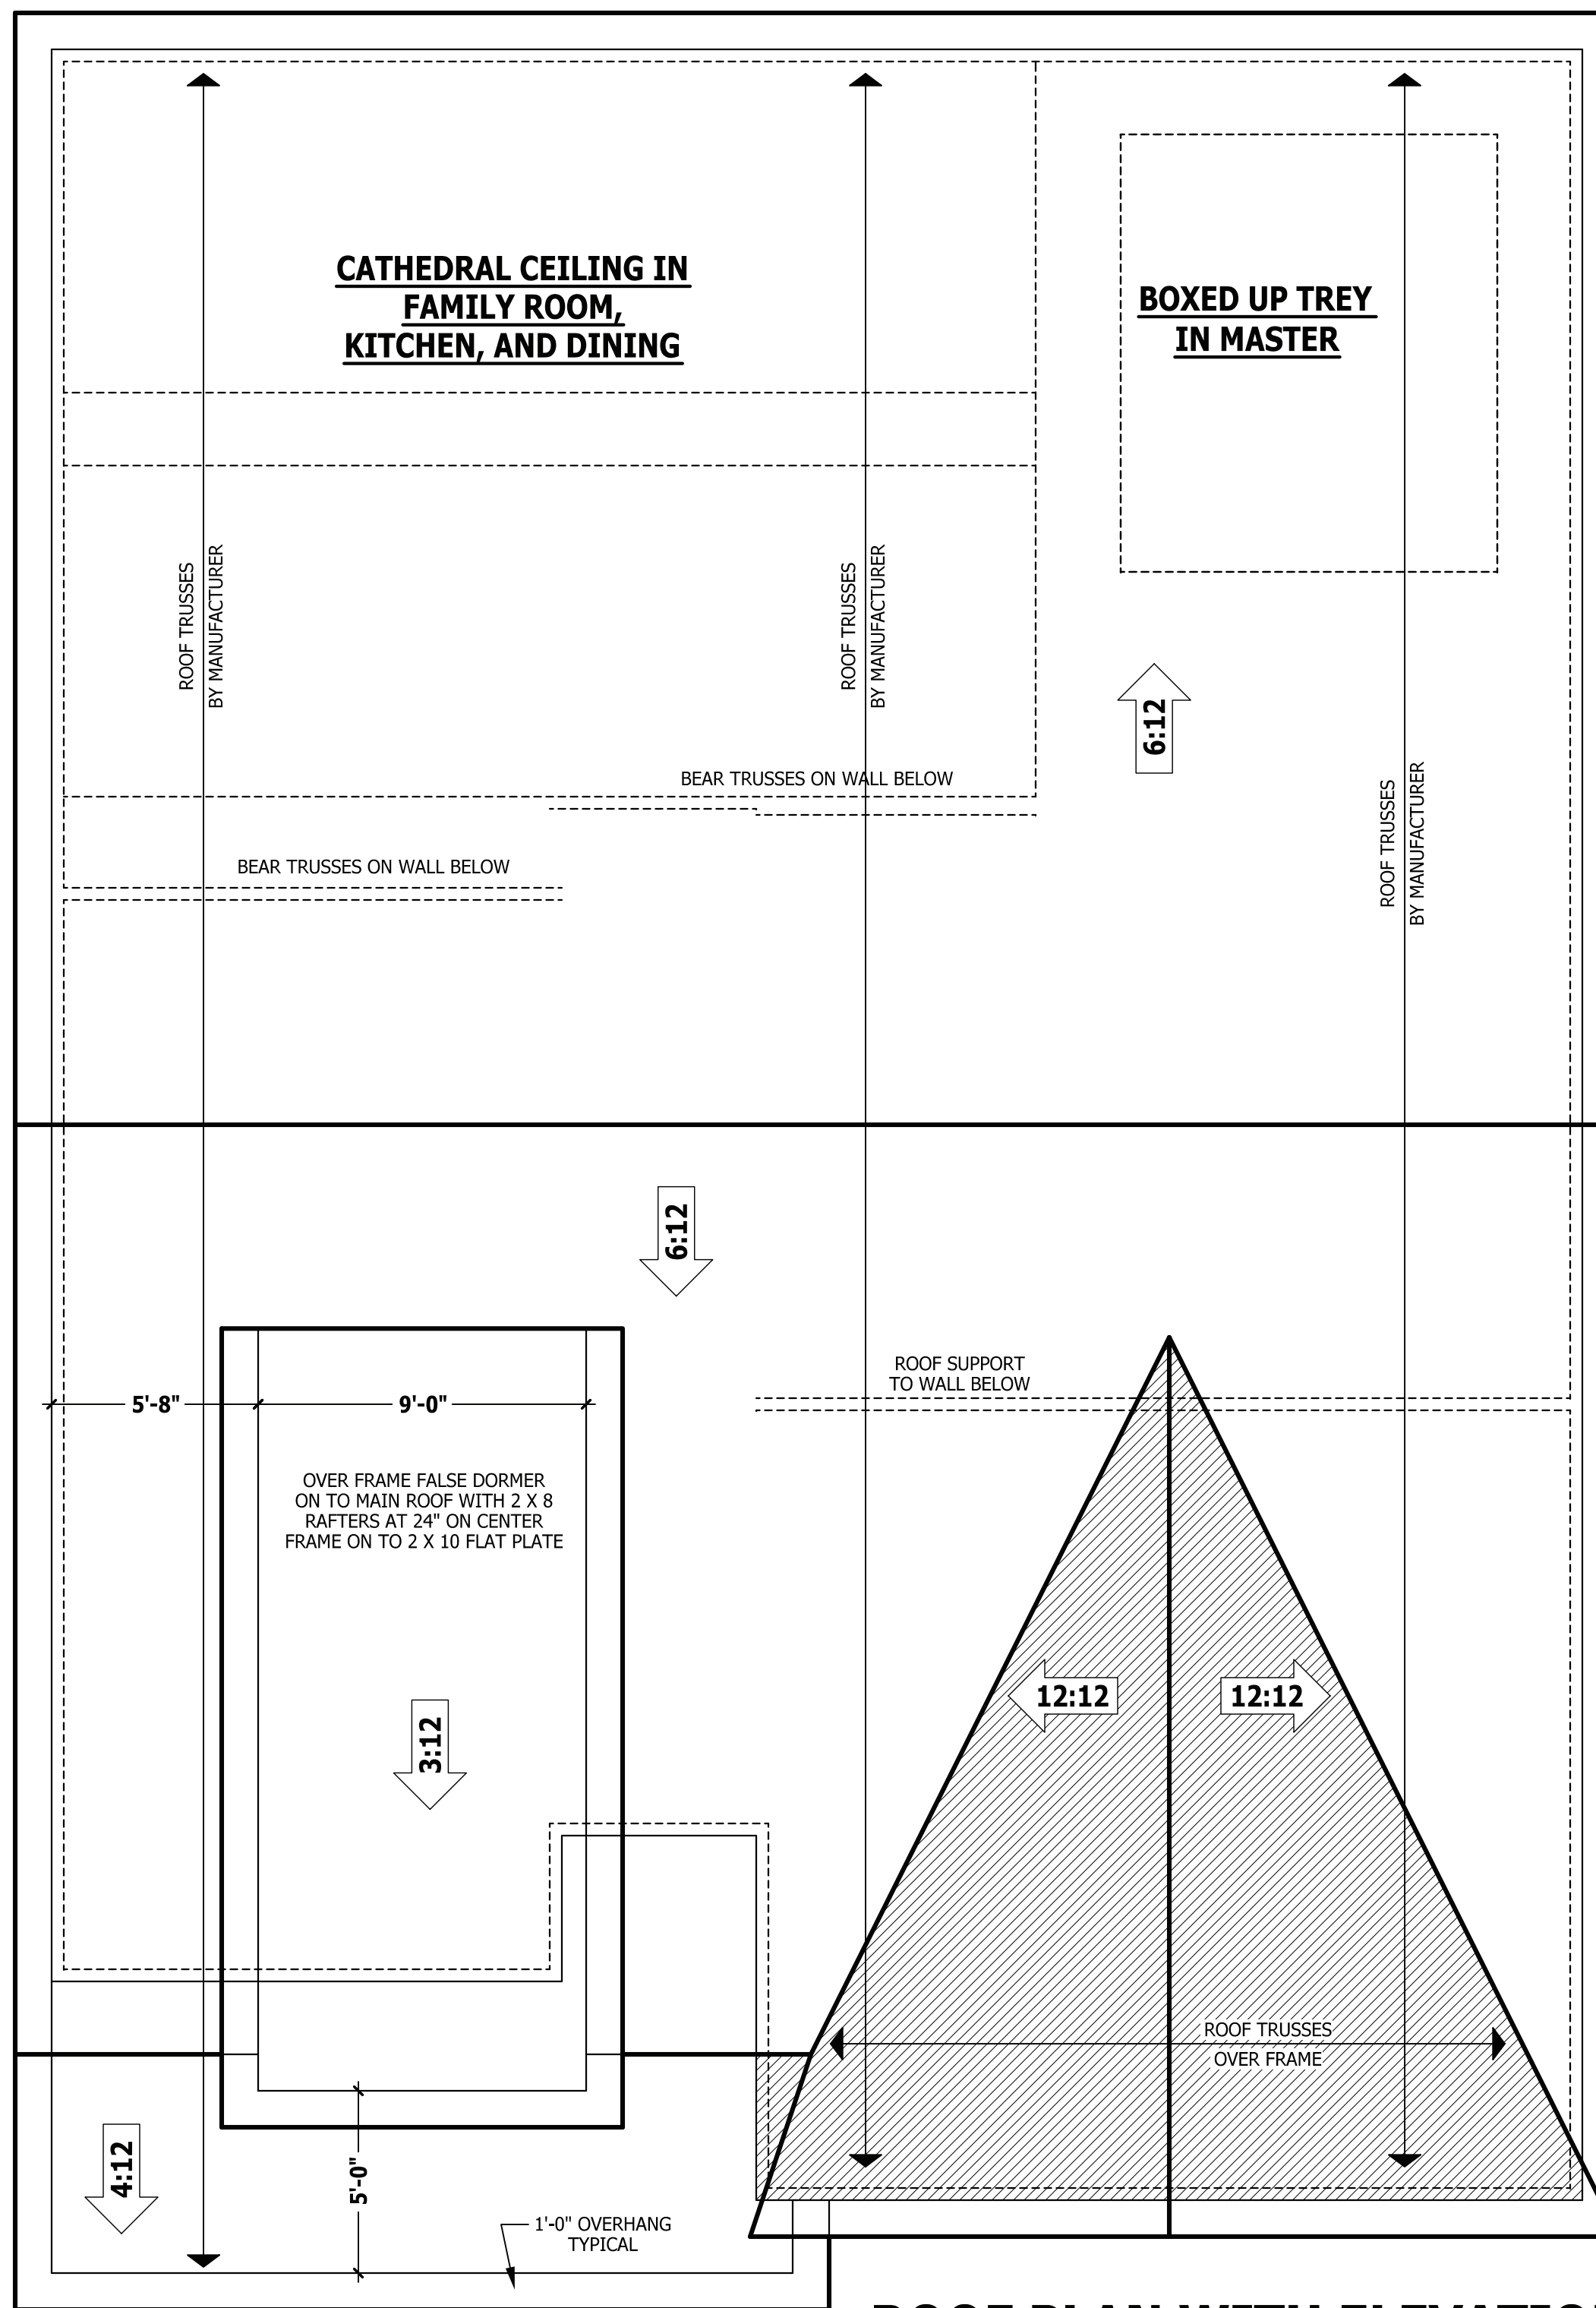 CATHEDRAL CEILING IN
FAMILY ROOM,
KITCHEN, AND DINING
BOXED UP TREY
IN MASTER
ROOF TRUSSES
BY MANUFACTURER
ROOF TRUSSES
BY MANUFACTURER
6:12
BEAR TRUSSES ON WALL BELOW
ROOF TRUSSES
BY MANUFACTURER
BEAR TRUSSES ON WALL BELOW
6:12
ROOF SUPPORT
TO WALL BELOW
5'-8"
9'-0"
OVER FRAME FALSE DORMER
ON TO MAIN ROOF WITH 2 X 8
RAFTERS AT 24" ON CENTER
FRAME ON TO 2 X 10 FLAT PLATE
12:12
12:12
3:12
ROOF TRUSSES
OVER FRAME
4:12
5'-0"
1'-0" OVERHANG
TYPICAL
ROOF PLAN WITH